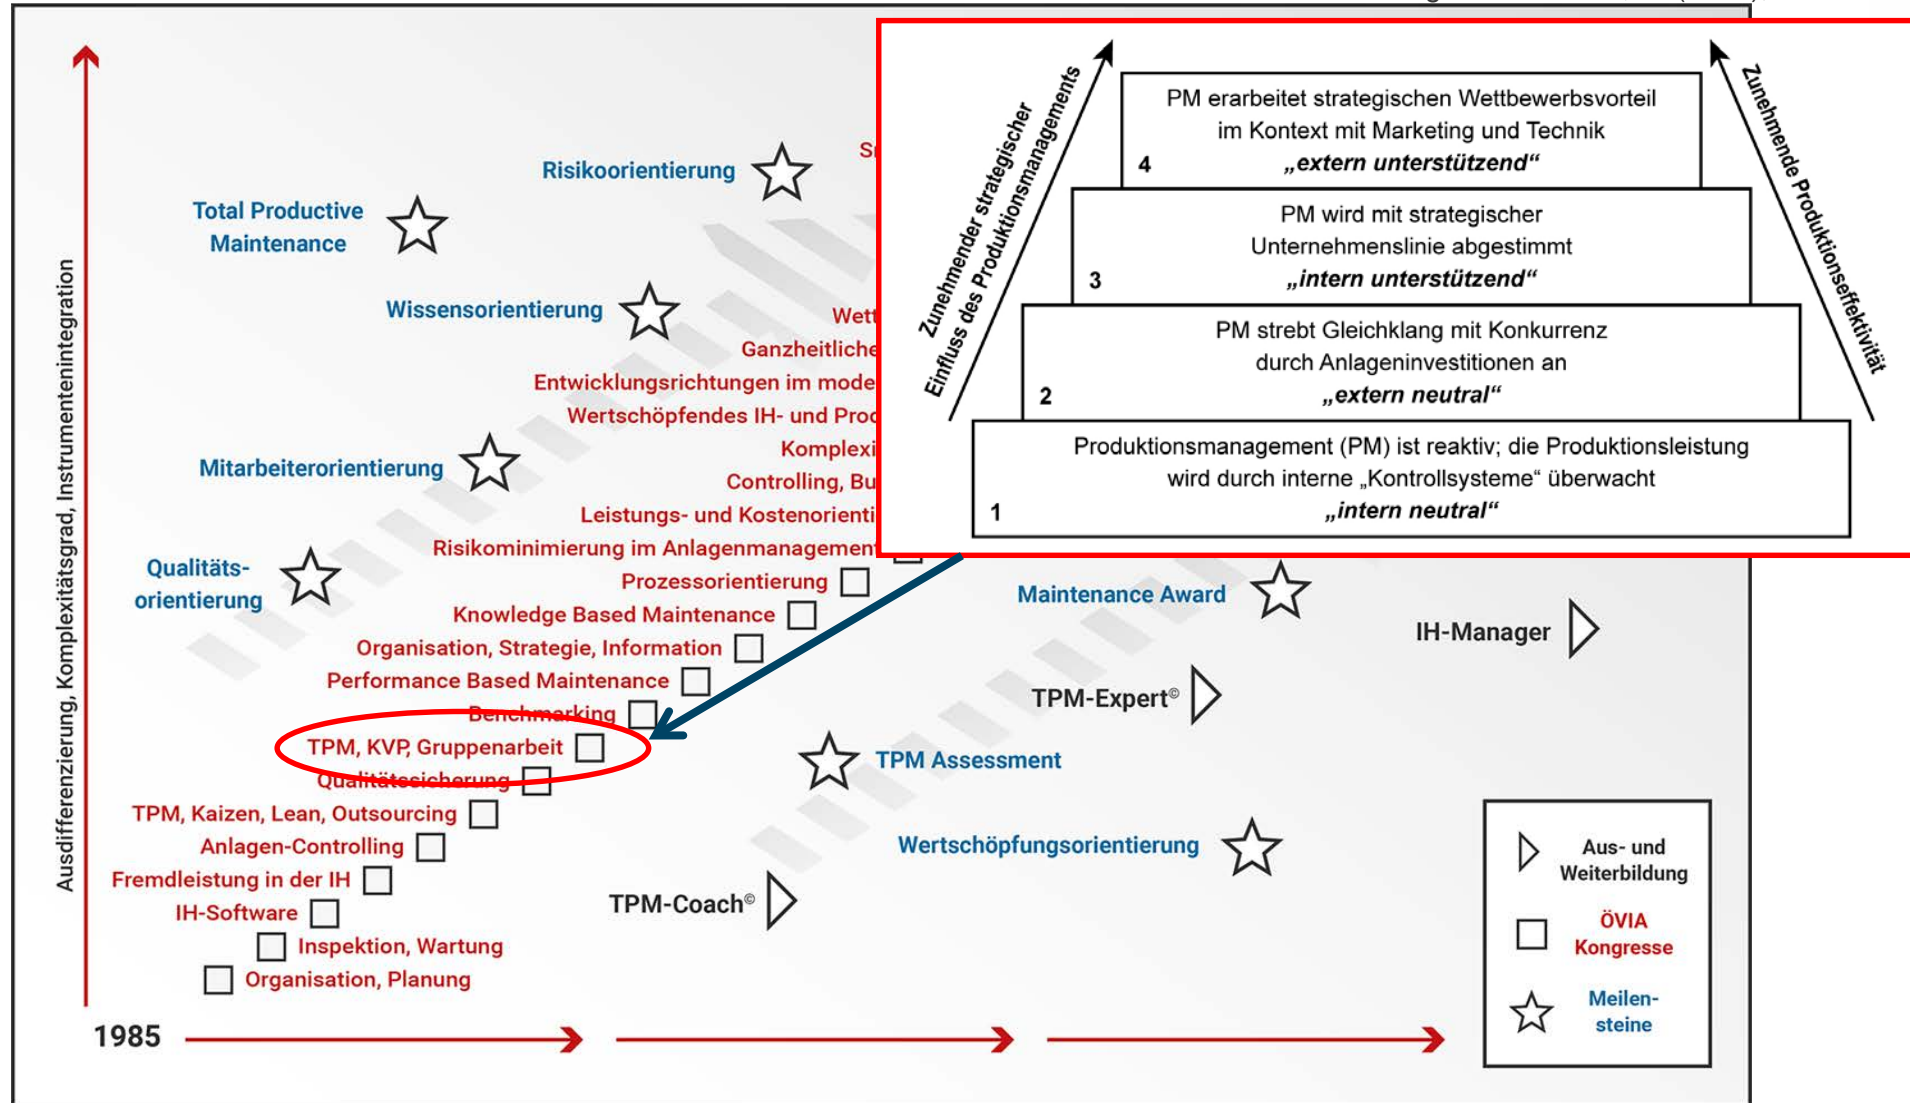 Ausdifferenzierung, Komplexitätsgrad, Instrumentenintegration
Risikoorientierung
Total Productive
Maintenance
Wissensorientierung
Mitarbeiterorientierung
Qualitäts-
orientierung
Ganzheitliche
Entwicklungsrichtungen im
Wertschöpfendes IH- und
Controlling,
Leistungs- und
Risikominimierung im Anlagenmanagement
Prozessorientierung
Knowledge Based Maintenance
Organisation, Strategie, Information
Performance Based Maintenance
Benchmarking
TPM, KVP, Gruppenarbeit
Qualitätssicherung
TPM, Kaizen, Lean, Outsourcing
Anlagen-Controlling
Fremdleistung in der IH
IH-Software
Inspektion, Wartung
Organisation, Planung
1985
Zunehmender strategischer
Einfluss des Produktionsmanagements
Zunehmende Produktionseffektivität
PM erarbeitet strategischen Wettbewerbsvorteil
im Kontext mit Marketing und Technik
4 „extern unterstützend“
PM wird mit strategischer
Unternehmenslinie abgestimmt
3 „intern unterstützend“
PM strebt Gleichklang mit Konkurrenz
durch Anlageninvestitionen an
2 „extern neutral“
Produktionsmanagement (PM) ist reaktiv; die Produktionsleistung
wird durch interne „Kontrollsysteme“ überwacht
1 „intern neutral“
Maintenance Award
IH-Manager
TPM-Expert©
TPM Assessment
Wertschöpfungsorientierung
TPM-Coach©
Aus- und
Weiterbildung
ÖVIA
Kongresse
Meilen-
steine